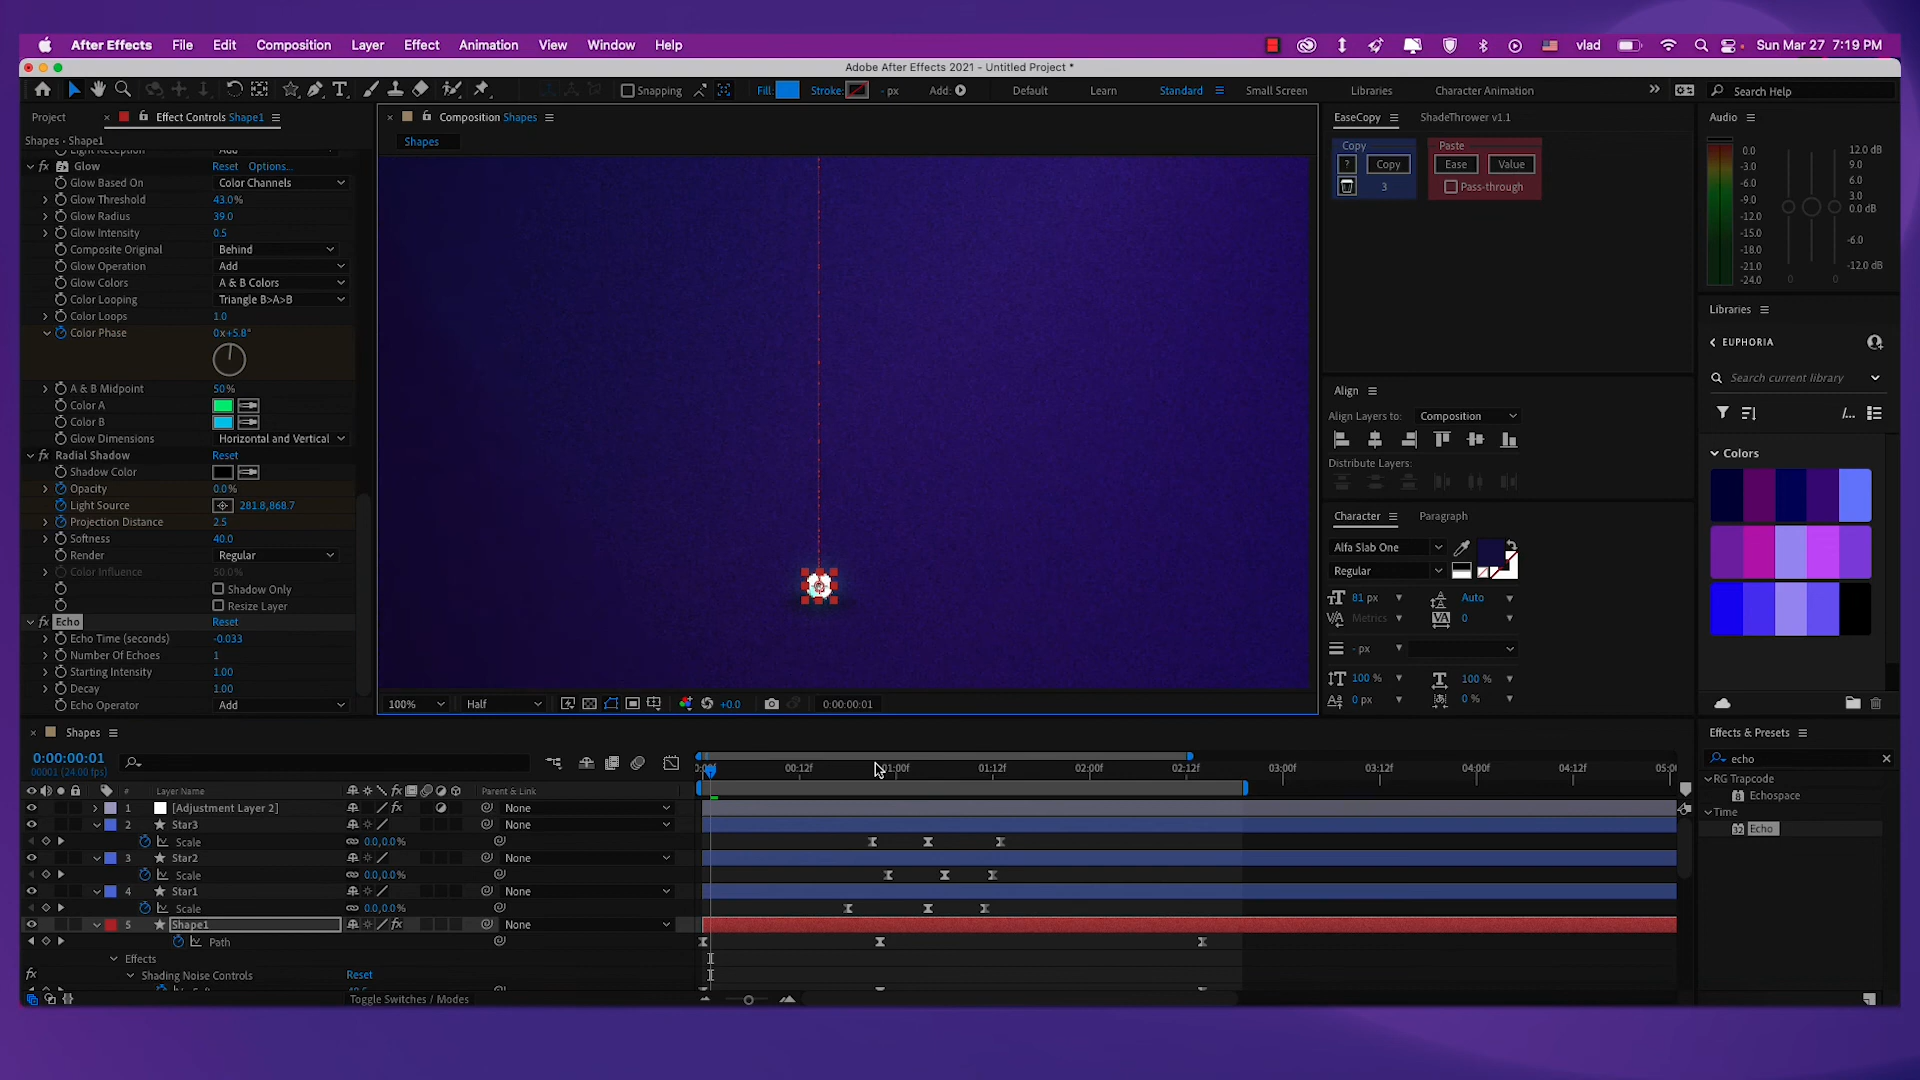 After Effects File Edit Composition Layer Effect Animation View Window Help vlad Sun Mar 27 7:19 PM
Adobe After Effects 2021 - Untitled Project *
Snapping Fill: Stroke: - px Add: Default Learn Standard Small Screen Libraries Character Animation Search Help
Project Effect Controls Shape1
Shapes - Shape1
Glow Reset Options...
Glow Based On Color Channels
Glow Threshold 43.0%
Glow Radius 39.0
Glow Intensity 0.5
Composite Original Behind
Glow Operation Add
Glow Colors A & B Colors
Color Looping Triangle B>A>B
Color Loops 1.0
Color Phase 0x+5.8°
A & B Midpoint 50%
Color A
Color B
Glow Dimensions Horizontal and Vertical
Radial Shadow Reset
Shadow Color
Opacity 0.0%
Light Source 281.8,868.7
Projection Distance 2.5
Softness 40.0
Render Regular
Color Influence 50.0%
Shadow Only
Resize Layer
Echo Reset
Echo Time (seconds) -0.033
Number Of Echoes 1
Starting Intensity 1.00
Decay 1.00
Echo Operator Add
Composition Shapes
Shapes
100% Half +0.0 0:00:00:01
EaseCopy ShadeThrower v1.1
Copy Paste
? Copy Ease Value
3 Pass-through
Align
Align Layers to: Composition
Distribute Layers:
Character Paragraph
Alfa Slab One
Regular
81 px Auto
Metrics 0
- px
100 % 100 %
0 px 0 %
Audio
0.0 12.0 dB
-3.0 9.0
-6.0 6.0
-9.0 3.0
-12.0 0.0 dB
-15.0
-18.0 -6.0
-21.0
-24.0 0 0 -12.0 dB
Libraries
EUPHORIA
Search current library
Colors
Effects & Presets
echo
RG Trapcode
Echospace
Time
Echo
Shapes
0:00:00:01
00001 (24.00 fps)
00:12f 01:00f 01:12f 02:00f 02:12f 03:00f 03:12f 04:00f 04:12f
# Layer Name Parent & Link
1 [Adjustment Layer 2] None
2 Star3 None
Scale 0.0,0.0%
3 Star2 None
Scale 0.0,0.0%
4 Star1 None
Scale 0.0,0.0%
5 Shape1 None
Path
Effects
Shading Noise Controls Reset
Toggle Switches / Modes